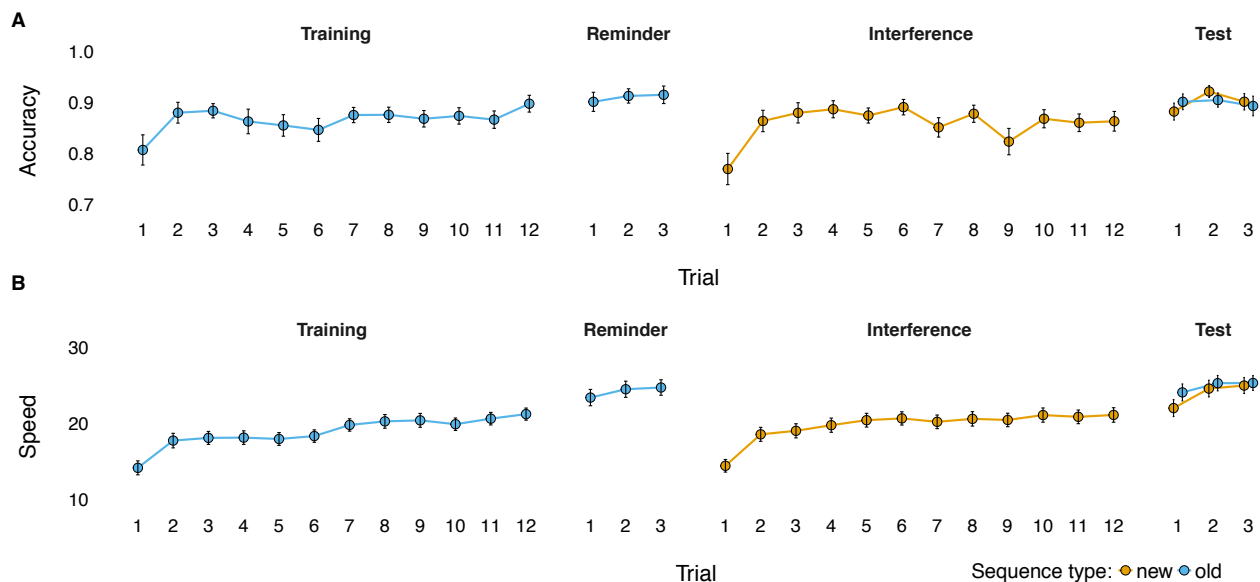 A
Training Reminder Interference Test
1.0
0.9
0.8
0.7
Accuracy
1 2 3 4 5 6 7 8 9 10 11 12 1 2 3 1 2 3 4 5 6 7 8 9 10 11 12 1 2 3
Trial
B
Training Reminder Interference Test
30
20
10
Speed
1 2 3 4 5 6 7 8 9 10 11 12 1 2 3 1 2 3 4 5 6 7 8 9 10 11 12 1 2 3
Trial
Sequence type: new old